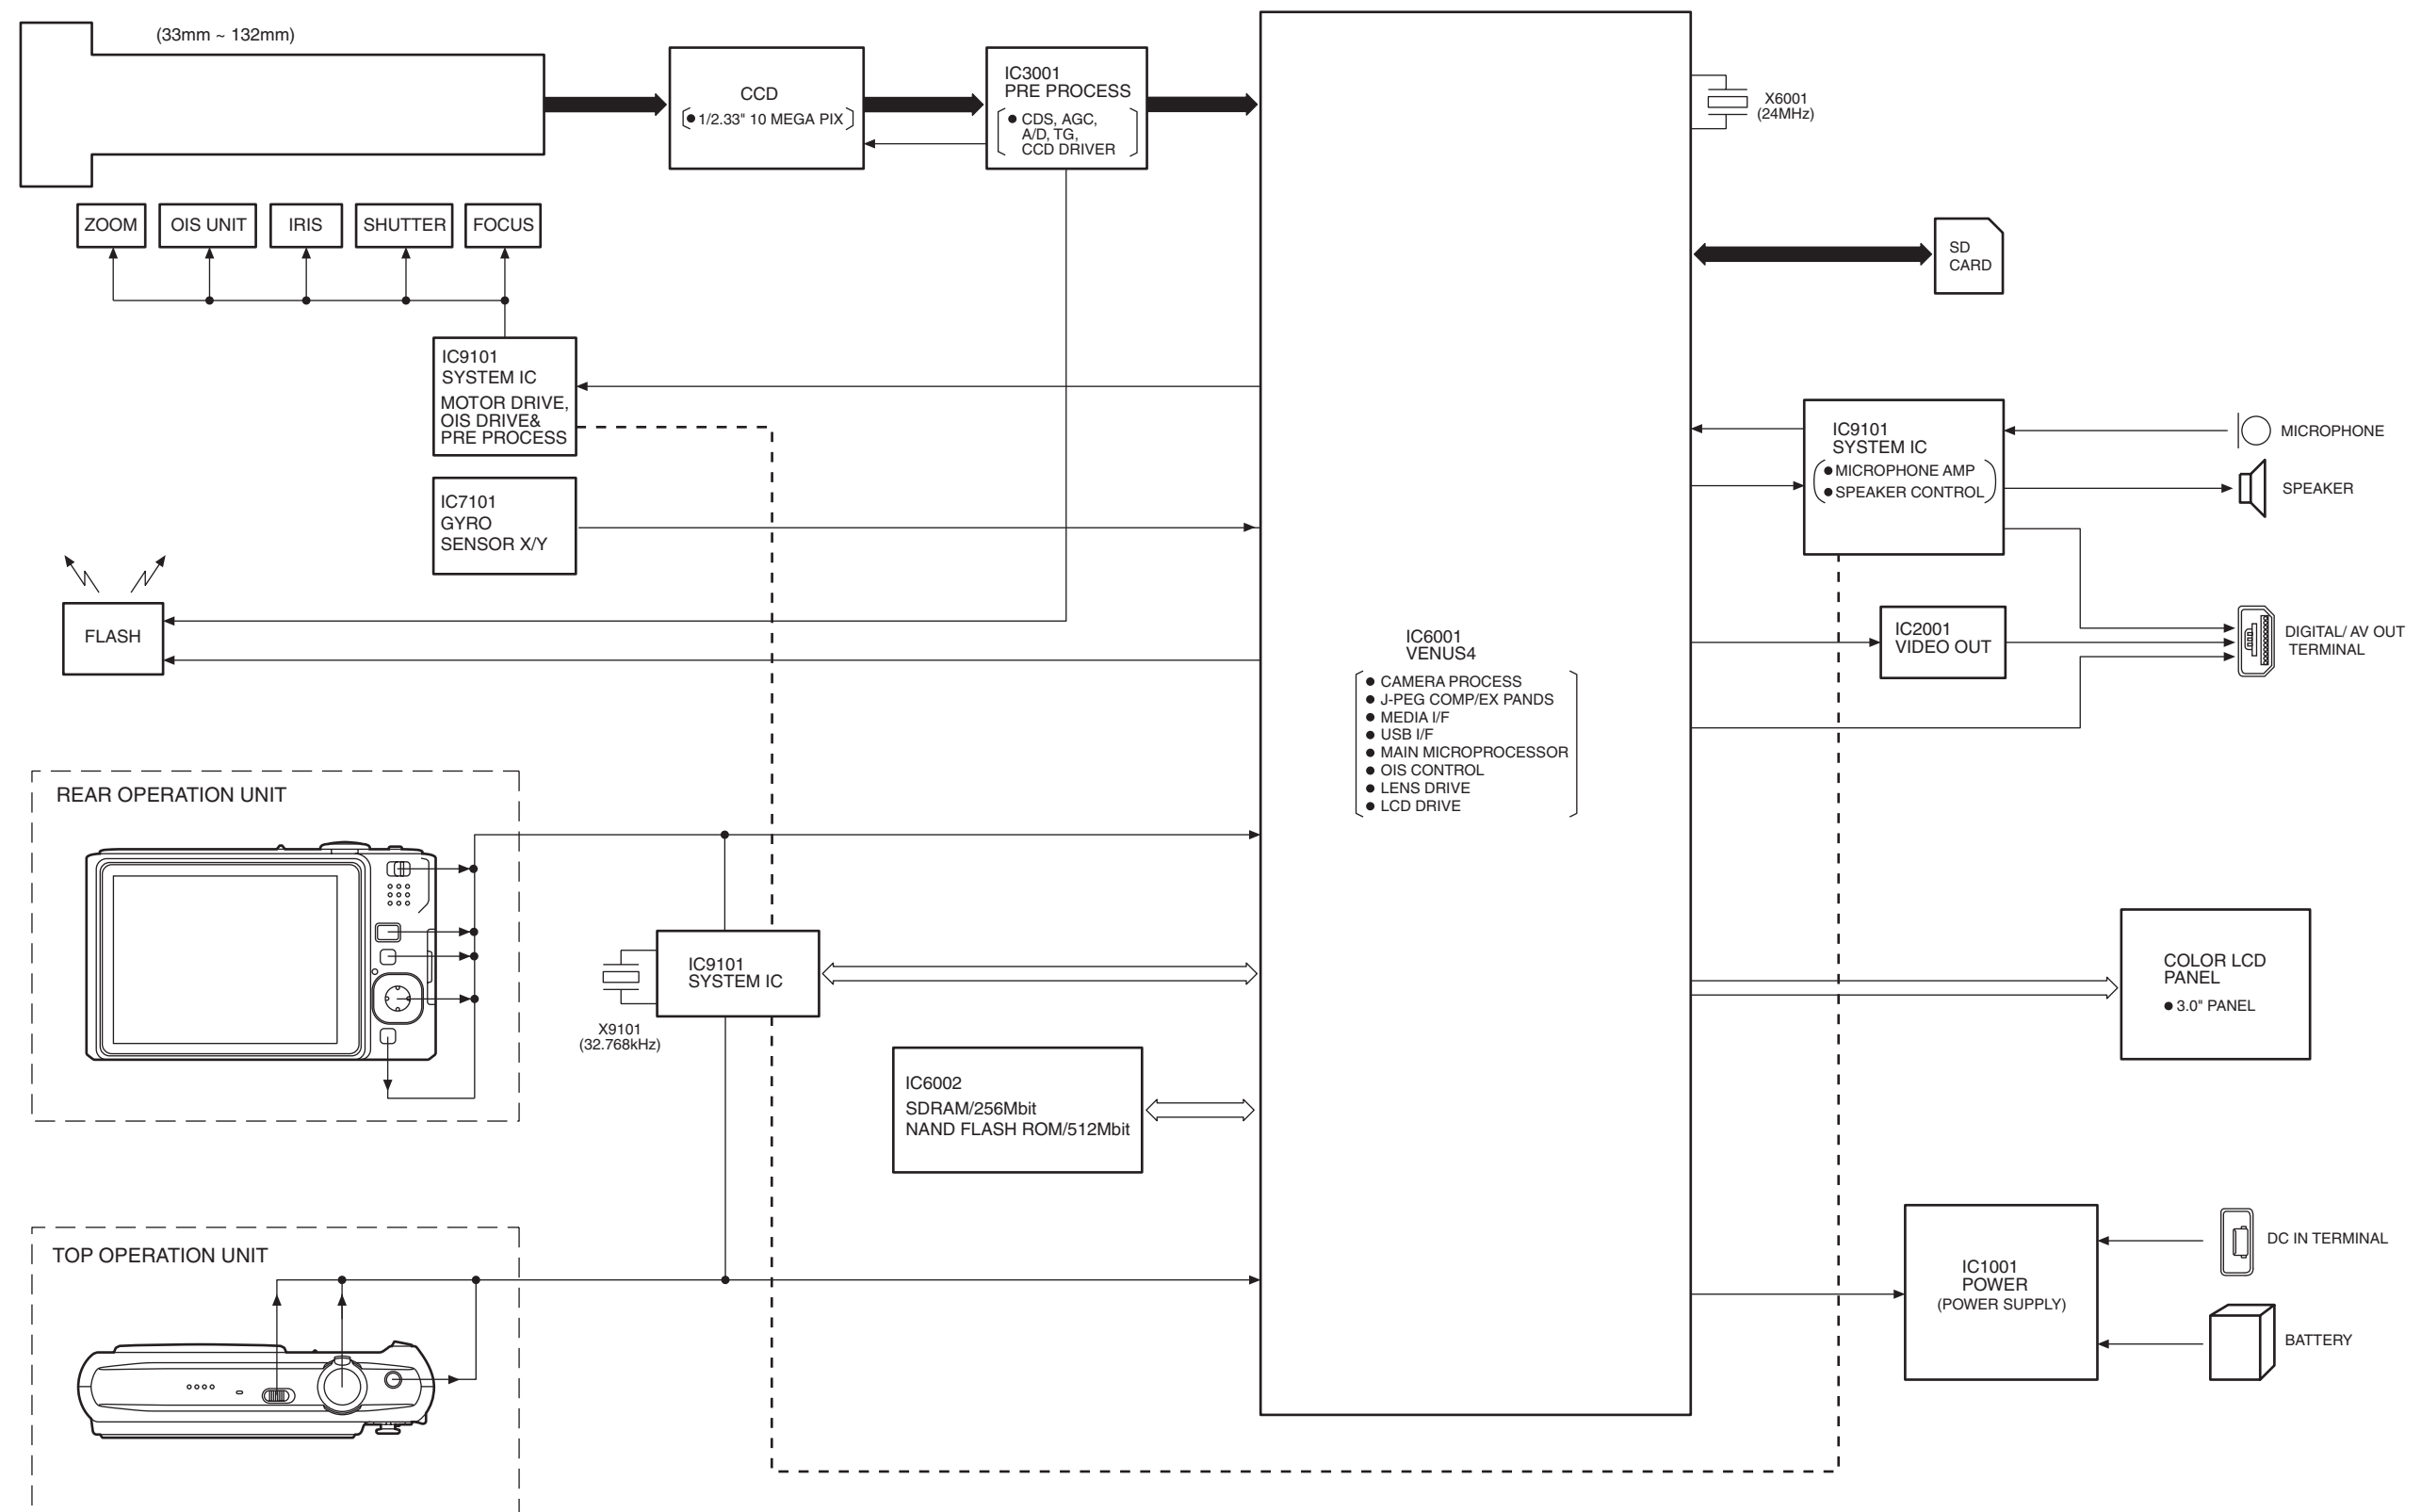 (33mm ~ 132mm)
CCD
● 1/2.33" 10 MEGA PIX
IC3001
PRE PROCESS
● CDS, AGC,
A/D, TG,
CCD DRIVER
X6001
(24MHz)
ZOOM
OIS UNIT
IRIS
SHUTTER
FOCUS
SD
CARD
IC9101
SYSTEM IC
MOTOR DRIVE,
OIS DRIVE&
PRE PROCESS
IC9101
SYSTEM IC
● MICROPHONE AMP
● SPEAKER CONTROL
MICROPHONE
SPEAKER
IC7101
GYRO
SENSOR X/Y
FLASH
IC6001
VENUS4
● CAMERA PROCESS
● J-PEG COMP/EX PANDS
● MEDIA I/F
● USB I/F
● MAIN MICROPROCESSOR
● OIS CONTROL
● LENS DRIVE
● LCD DRIVE
IC2001
VIDEO OUT
DIGITAL/ AV OUT
TERMINAL
REAR OPERATION UNIT
IC9101
SYSTEM IC
X9101
(32.768kHz)
COLOR LCD
PANEL
● 3.0" PANEL
IC6002
SDRAM/256Mbit
NAND FLASH ROM/512Mbit
TOP OPERATION UNIT
IC1001
POWER
(POWER SUPPLY)
DC IN TERMINAL
BATTERY